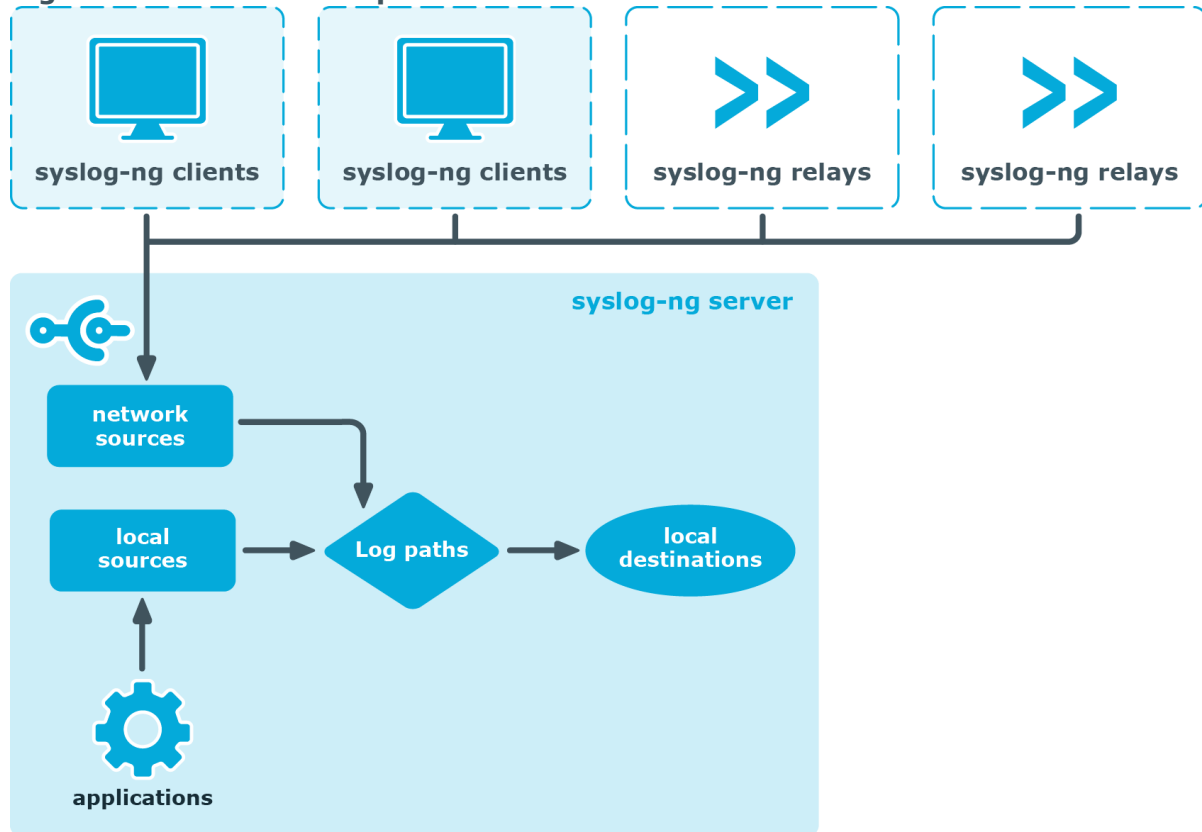 syslog-ng clients
syslog-ng clients
syslog-ng relays
syslog-ng relays
syslog-ng server
network
sources
local
sources
Log paths
local
destinations
applications